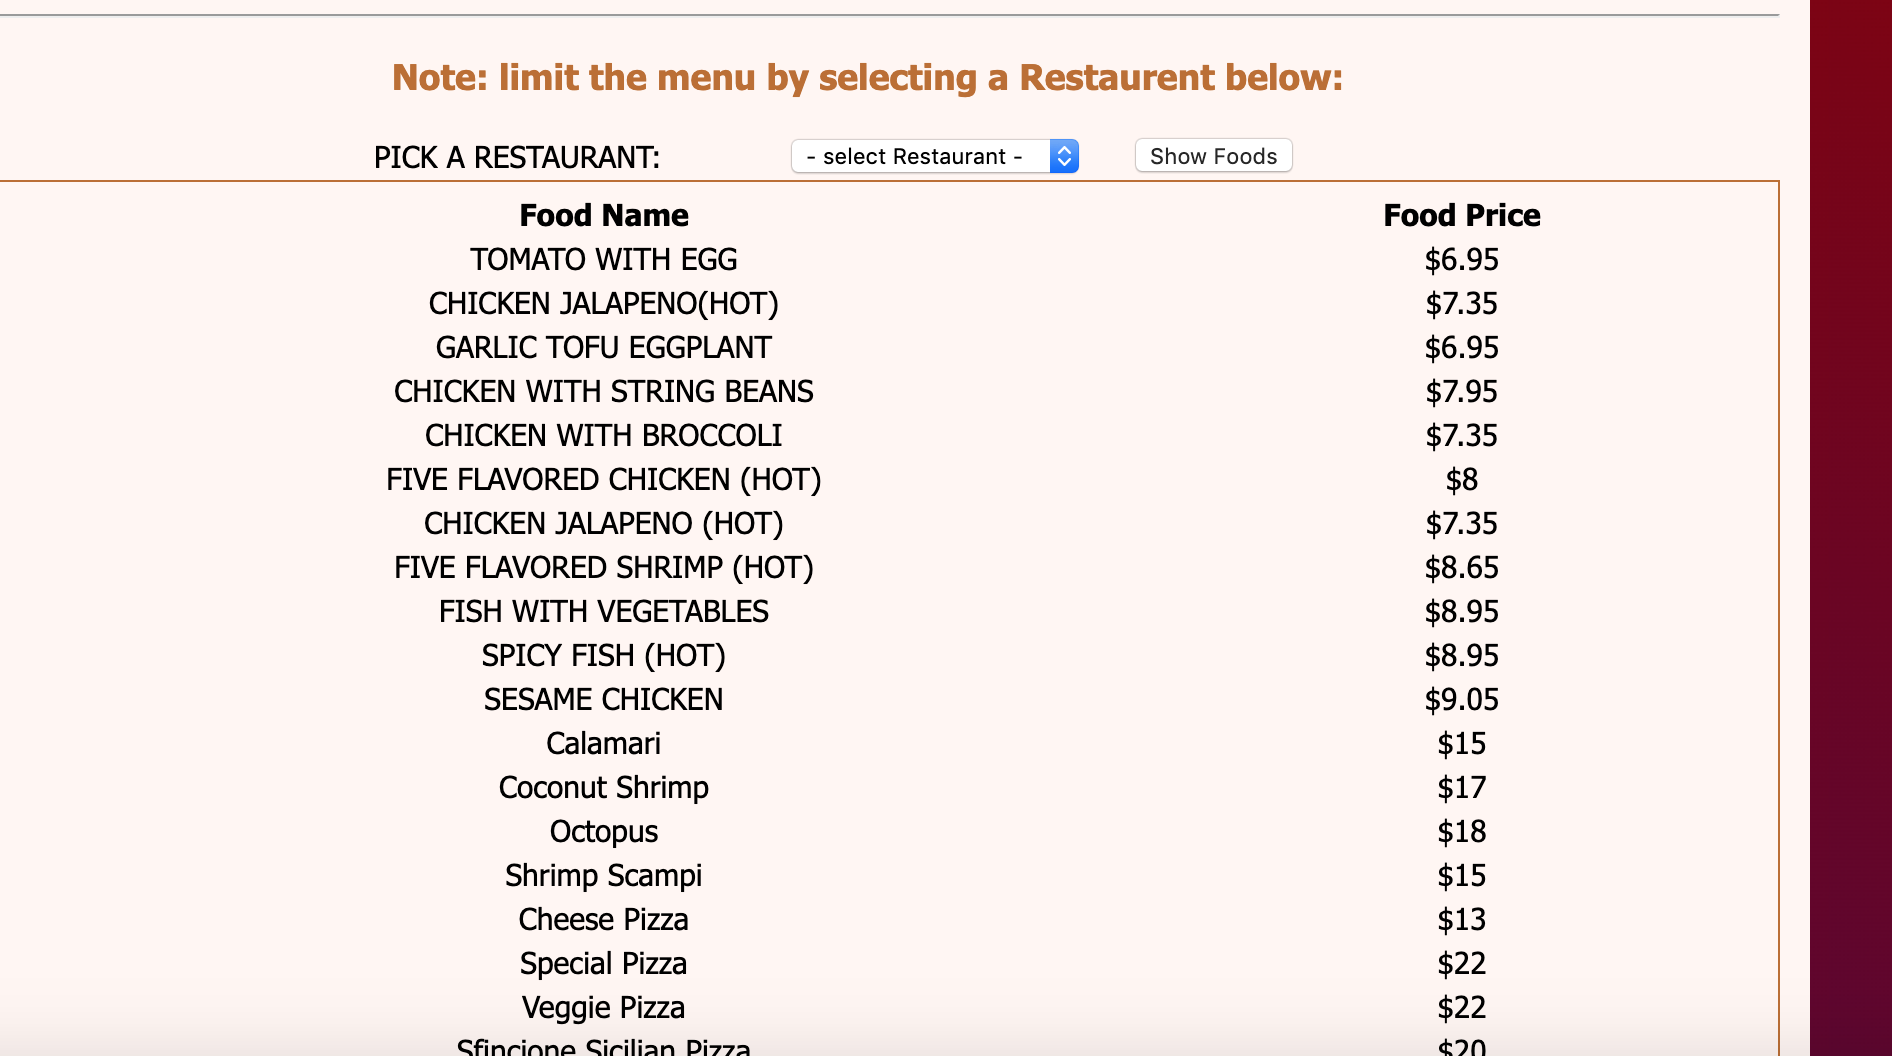 Note: limit the menu by selecting a Restaurent below:
PICK A RESTAURANT: - select Restaurant - Show Foods
Food Name Food Price
TOMATO WITH EGG $6.95
CHICKEN JALAPENO(HOT) $7.35
GARLIC TOFU EGGPLANT $6.95
CHICKEN WITH STRING BEANS $7.95
CHICKEN WITH BROCCOLI $7.35
FIVE FLAVORED CHICKEN (HOT) $8
CHICKEN JALAPENO (HOT) $7.35
FIVE FLAVORED SHRIMP (HOT) $8.65
FISH WITH VEGETABLES $8.95
SPICY FISH (HOT) $8.95
SESAME CHICKEN $9.05
Calamari $15
Coconut Shrimp $17
Octopus $18
Shrimp Scampi $15
Cheese Pizza $13
Special Pizza $22
Veggie Pizza $22
Sfincione Sicilian Pizza $20